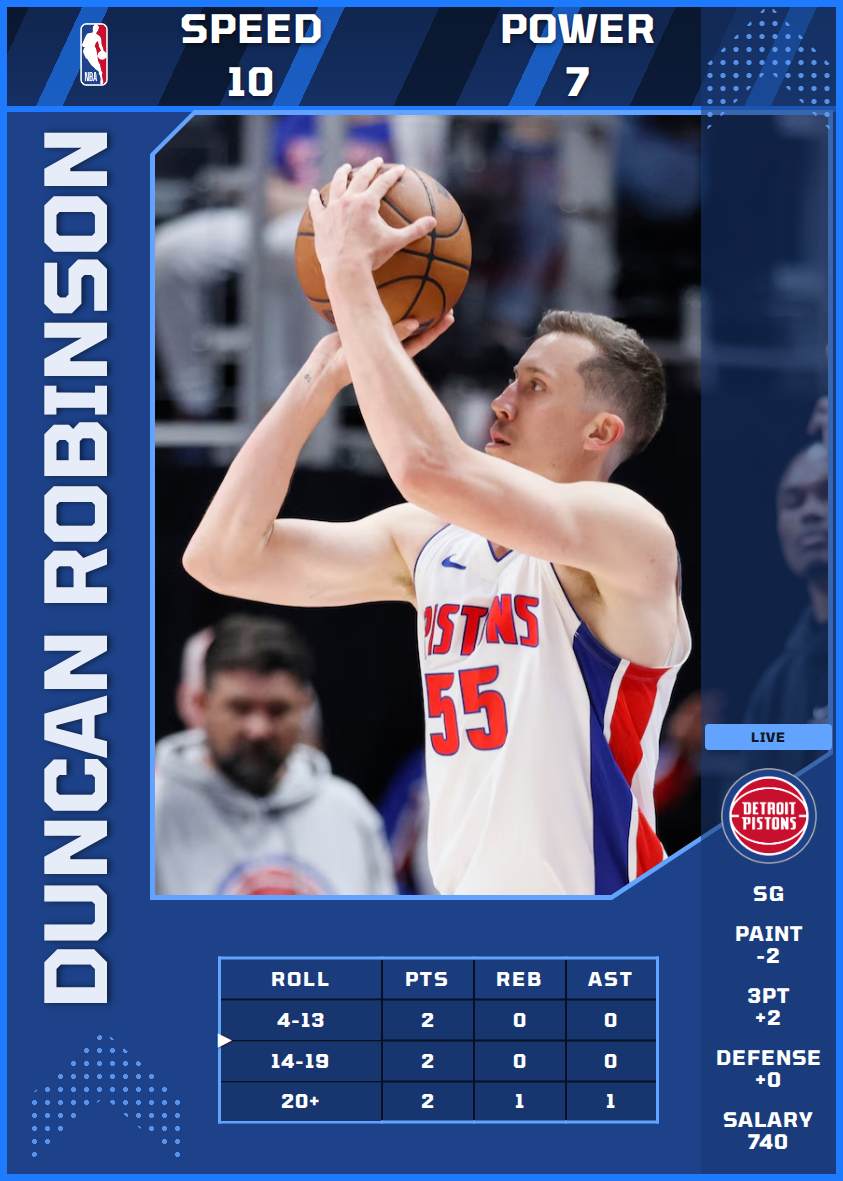 SPEED
10
POWER
7
NBA
DUNCAN ROBINSON
PISTONS
55
LIVE
DETROIT
PISTONS
SG
PAINT
-2
3PT
+2
DEFENSE
+0
SALARY
740
ROLL PTS REB AST
4-13 2 0 0
14-19 2 0 0
20+ 2 1 1